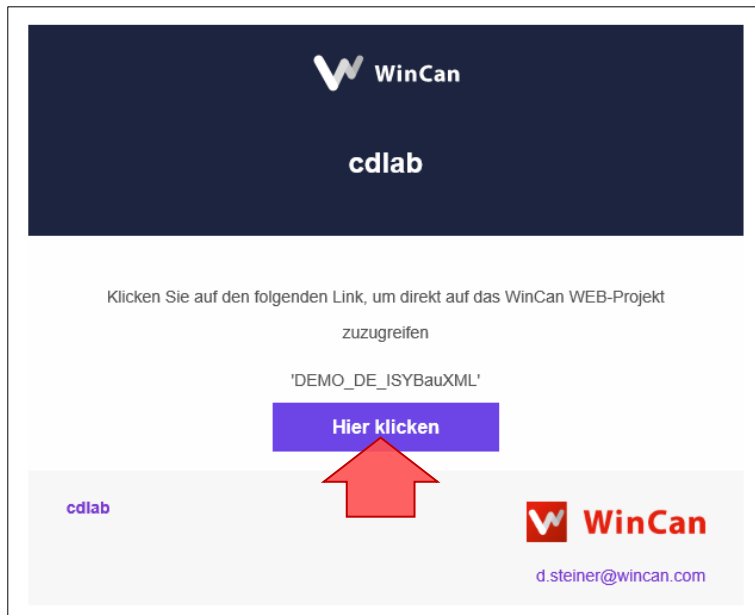 WinCan
cdlab
Klicken Sie auf den folgenden Link, um direkt auf das WinCan WEB-Projekt
zuzugreifen
'DEMO_DE_ISYBauXML'
Hier klicken
cdlab
WinCan
d.steiner@wincan.com